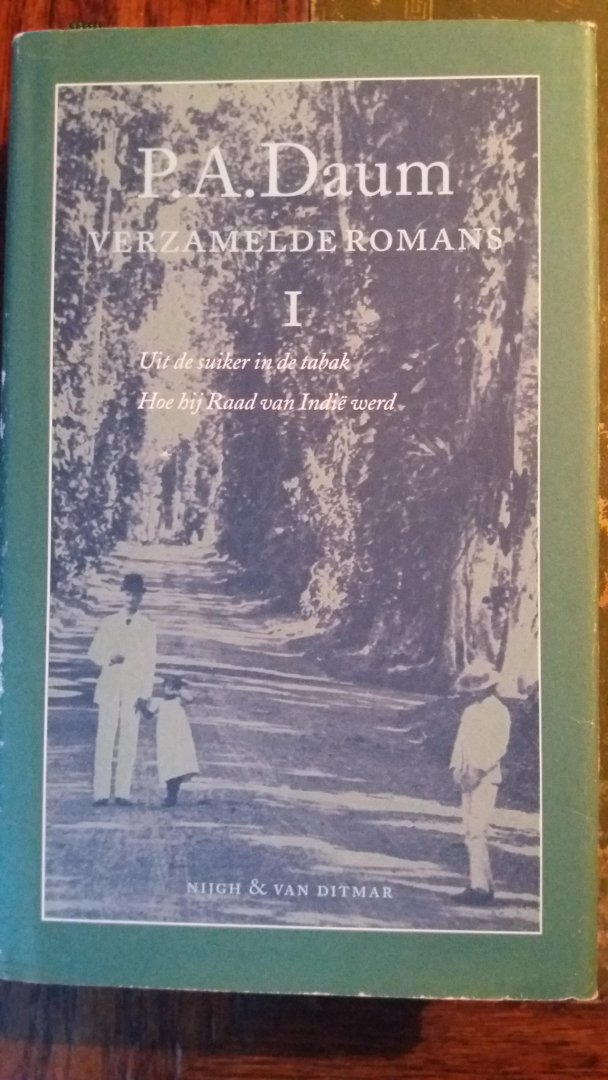 P.A.Daum
VERZAMELDE ROMANS
I
Uit de suiker in de tabak
Hoe hij Raad van Indië werd
NIJGH & VAN DITMAR